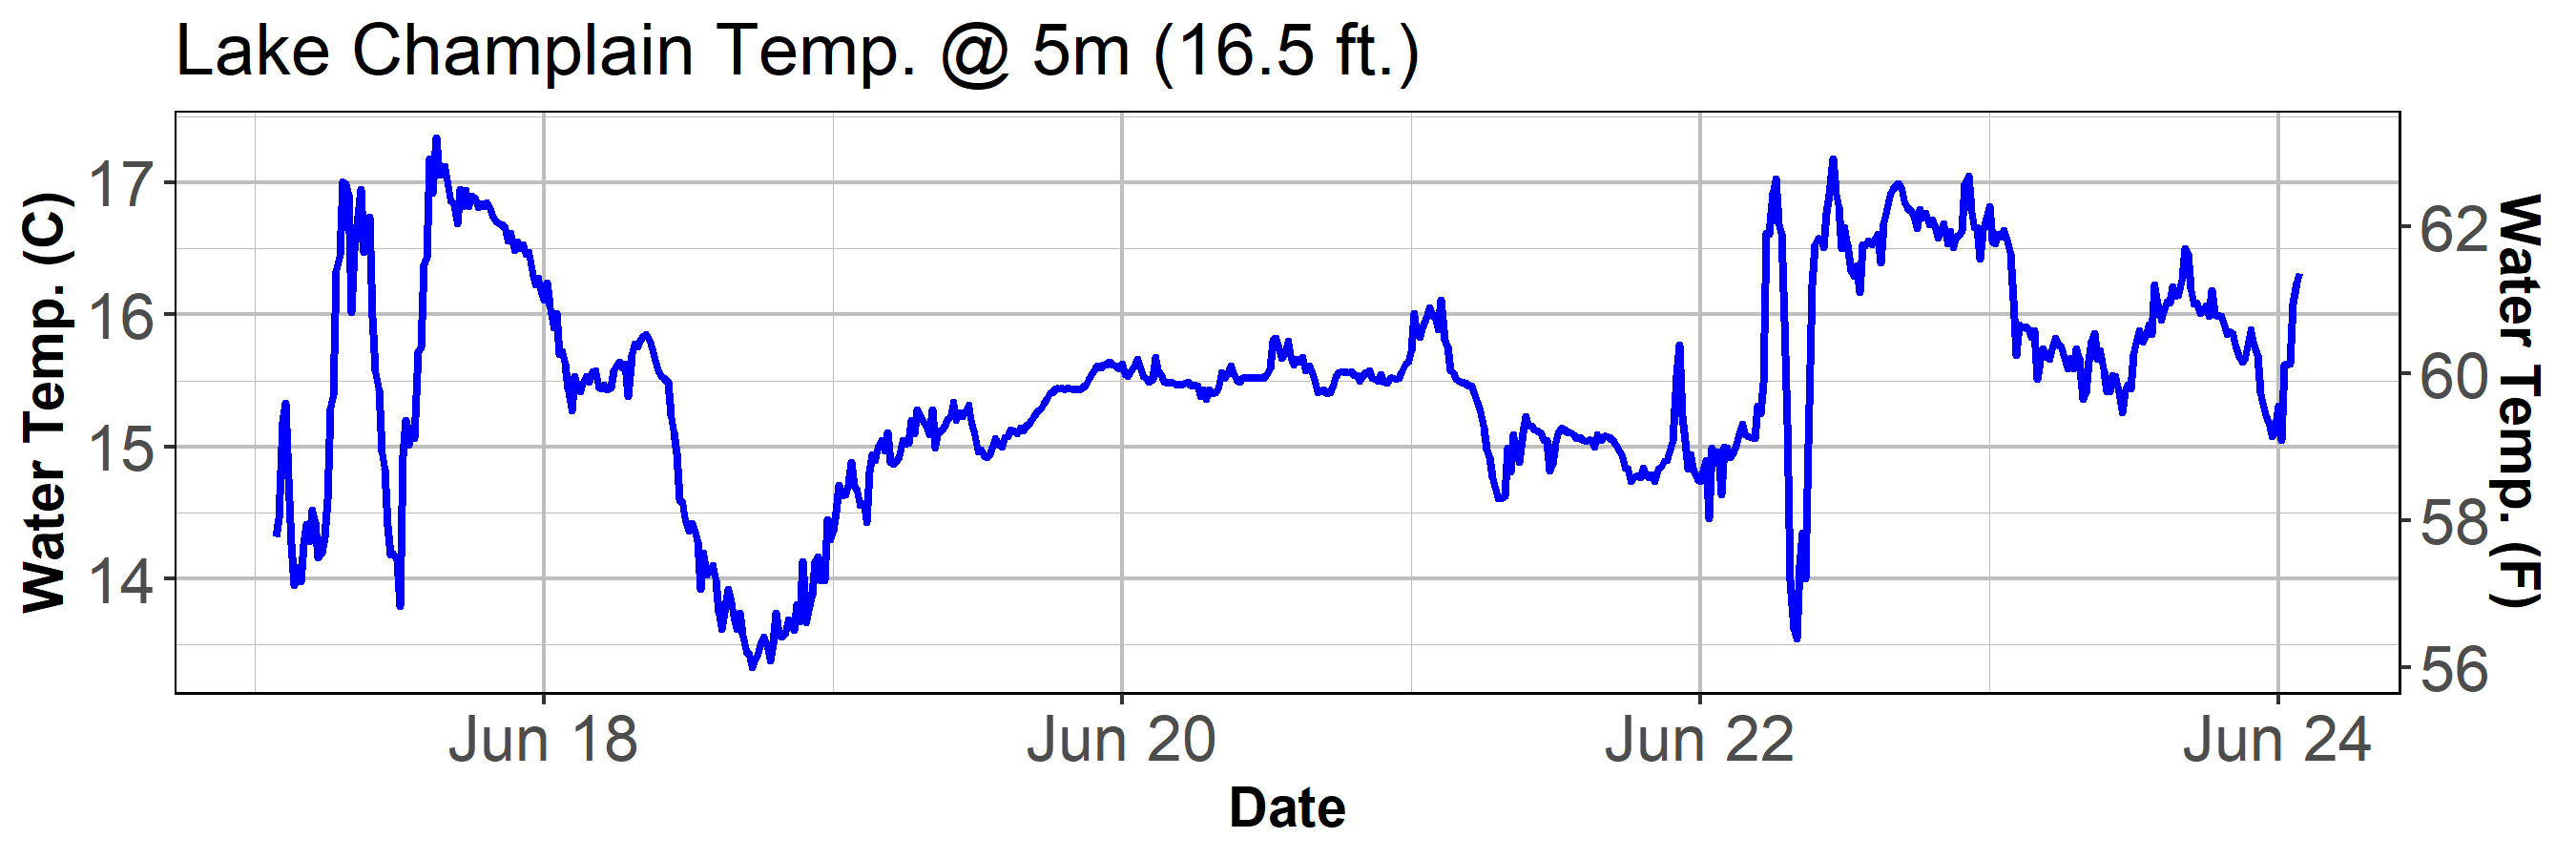 Lake Champlain Temp. @ 5m (16.5 ft.)
Water Temp. (C)
17
16
15
14
62
60
58
56
Water Temp. (F)
Jun 18
Jun 20
Jun 22
Jun 24
Date